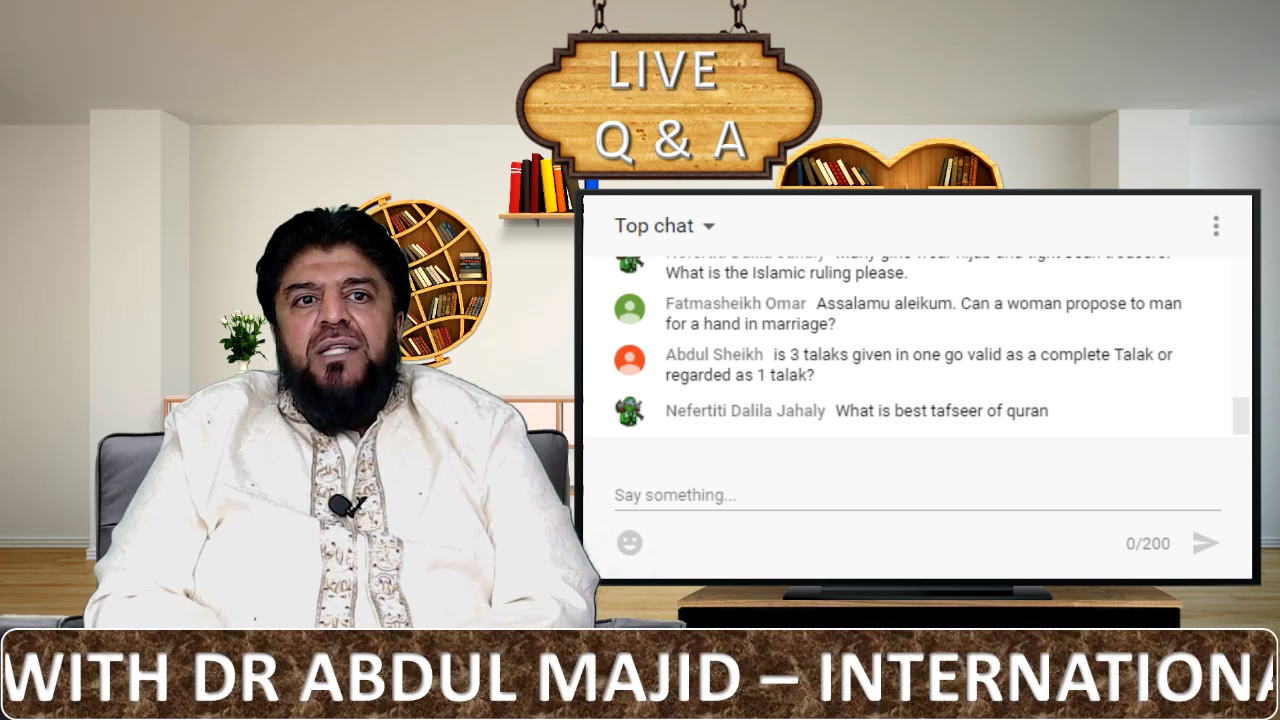 LIVE
Q & A
Top chat
What is the Islamic ruling please.
Fatmasheikh Omar Assalamu aleikum. Can a woman propose to man
for a hand in marriage?
Abdul Sheikh is 3 talaks given in one go valid as a complete Talak or
regarded as 1 talak?
Nefertiti Dalila Jahaly What is best tafseer of quran
Say something...
0/200
WITH DR ABDUL MAJID – INTERNATIONA